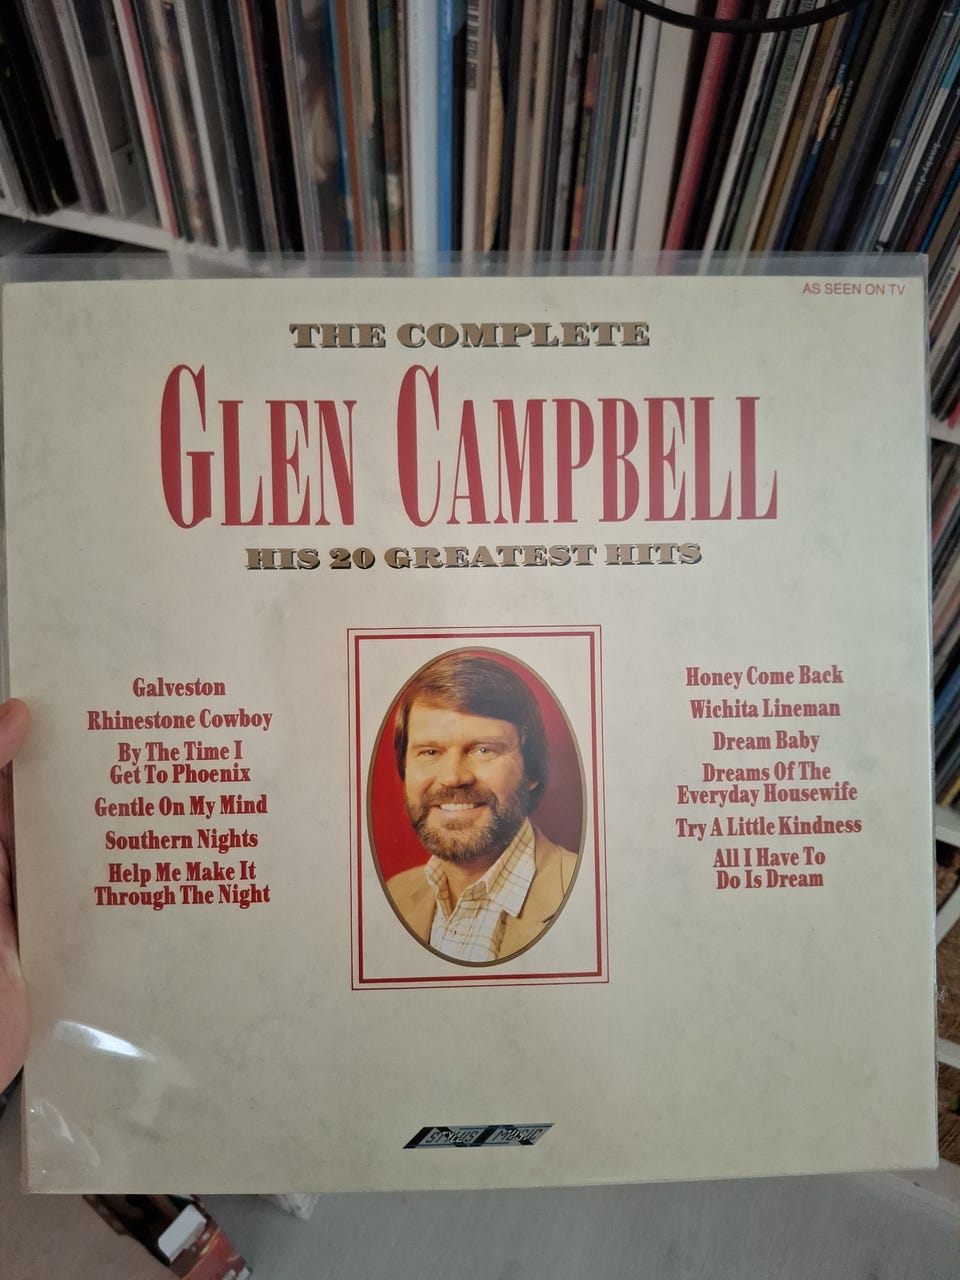 AS SEEN ON TV
THE COMPLETE
GLEN CAMPBELL
HIS 20 GREATEST HITS
Galveston
Rhinestone Cowboy
By The Time I
Get To Phoenix
Gentle On My Mind
Southern Nights
Help Me Make It
Through The Night
Honey Come Back
Wichita Lineman
Dream Baby
Dreams Of The
Everyday Housewife
Try A Little Kindness
All I Have To
Do Is Dream
STYLUS MUSIC